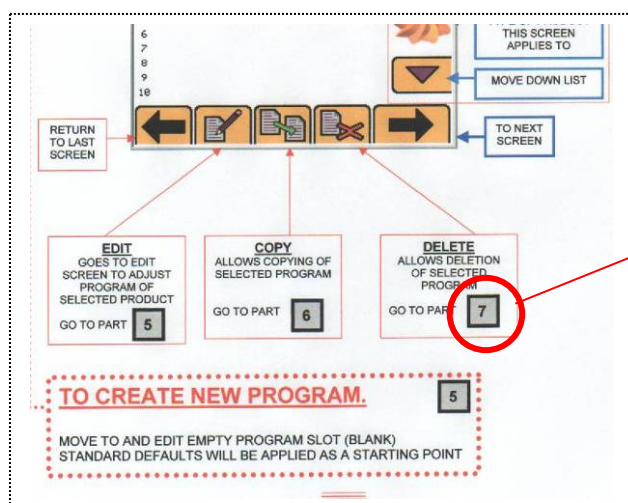 THIS SCREEN
APPLIES TO
6
7
8
9
10
MOVE DOWN LIST
RETURN
TO LAST
SCREEN
TO NEXT
SCREEN
EDIT
GOES TO EDIT
SCREEN TO ADJUST
PROGRAM OF
SELECTED PRODUCT
GO TO PART 5
COPY
ALLOWS COPYING OF
SELECTED PROGRAM
GO TO PART 6
DELETE
ALLOWS DELETION
OF SELECTED
PROGRAM
GO TO PART 7
TO CREATE NEW PROGRAM. 5
MOVE TO AND EDIT EMPTY PROGRAM SLOT (BLANK)
STANDARD DEFAULTS WILL BE APPLIED AS A STARTING POINT